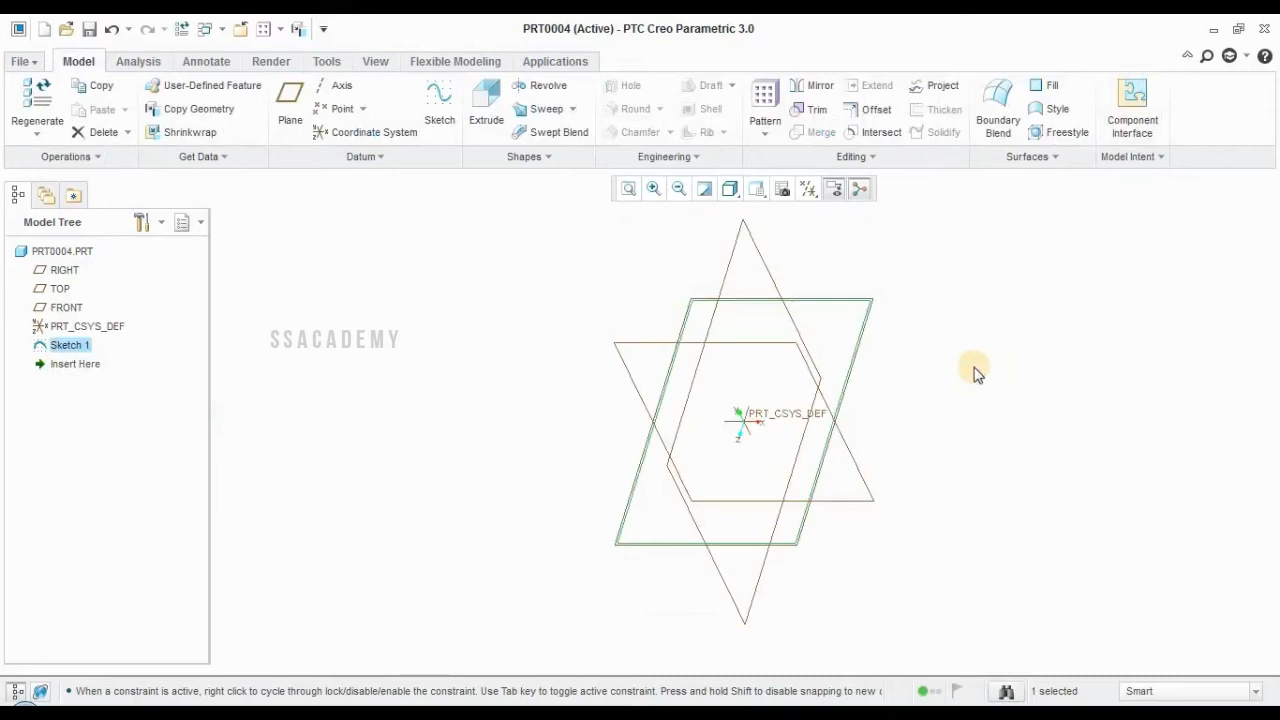 PRT0004 (Active) - PTC Creo Parametric 3.0
File Model Analysis Annotate Render Tools View Flexible Modeling Applications
Regenerate
Copy
Paste
Delete
Operations
User-Defined Feature
Copy Geometry
Shrinkwrap
Get Data
Plane
Axis
Point
Coordinate System
Datum
Sketch
Extrude
Revolve
Sweep
Swept Blend
Shapes
Hole
Round
Chamfer
Draft
Shell
Rib
Engineering
Pattern
Mirror
Trim
Merge
Extend
Offset
Intersect
Project
Thicken
Solidify
Editing
Boundary
Blend
Fill
Style
Freestyle
Surfaces
Component
Interface
Model Intent
Model Tree
PRT0004.PRT
RIGHT
TOP
FRONT
PRT_CSYS_DEF
Sketch 1
Insert Here
SSACADEMY
PRT_CSYS_DEF
X
Y
Z
When a constraint is active, right click to cycle through lock/disable/enable the constraint. Use Tab key to toggle active constraint. Press and hold Shift to disable snapping to new
1 selected
Smart